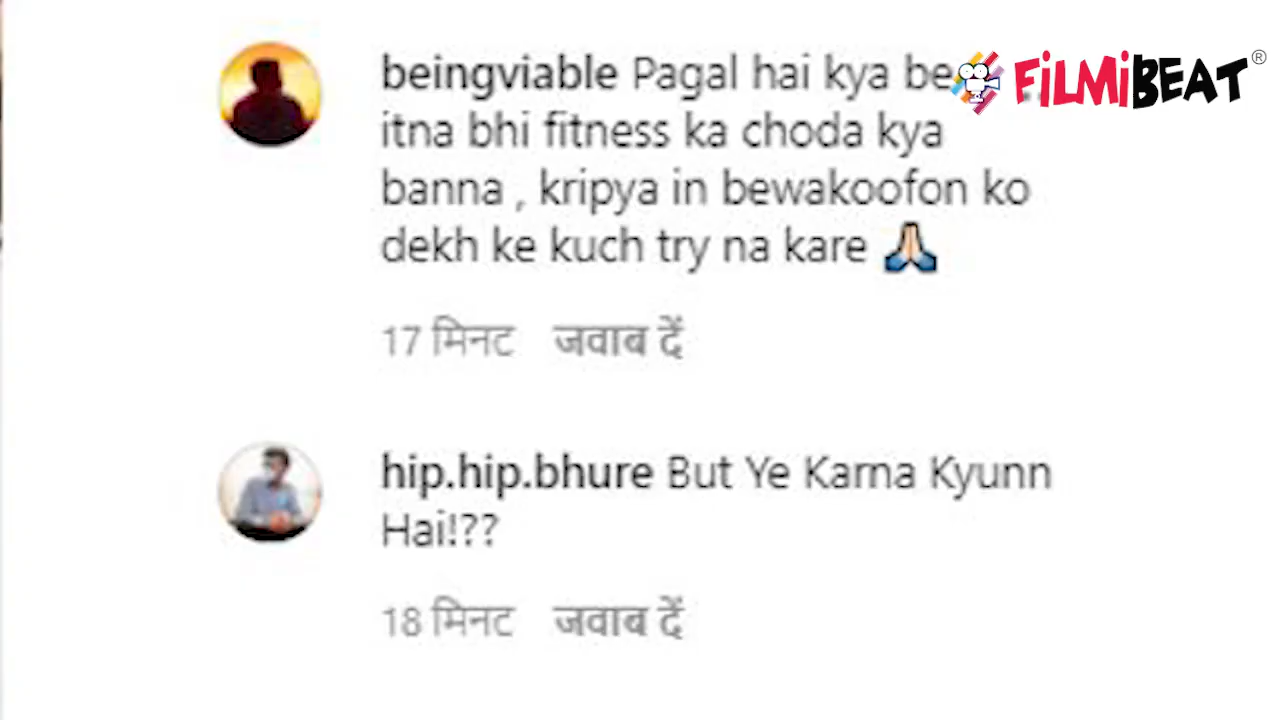 beingviable Pagal hai kya be..
itna bhi fitness ka choda kya
banna , kripya in bewakoofon ko
dekh ke kuch try na kare 🙏🏻
17 मिनट जवाब दें
hip.hip.bhure But Ye Karna Kyunn
Hai!??
18 मिनट जवाब दें
FiLMiBEAT®